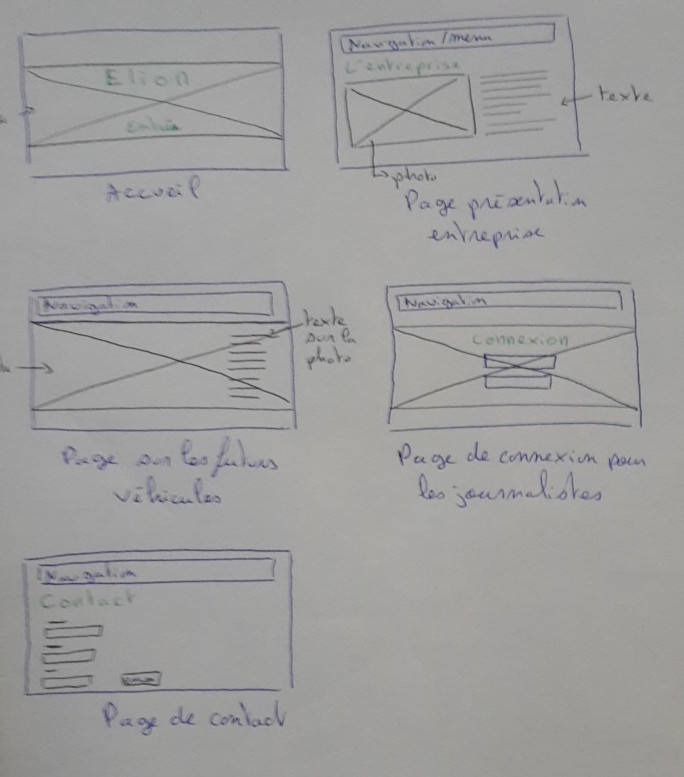 Elion
entrée
Accueil
Navigation/menu
L'entreprise
texte
photo
Page présentation
entreprise
Navigation
texte
sur la
photo
Page sur les futurs
véhicules
Navigation
Connexion
Page de connexion pour
les journalistes
Navigation
Contact
Page de contact